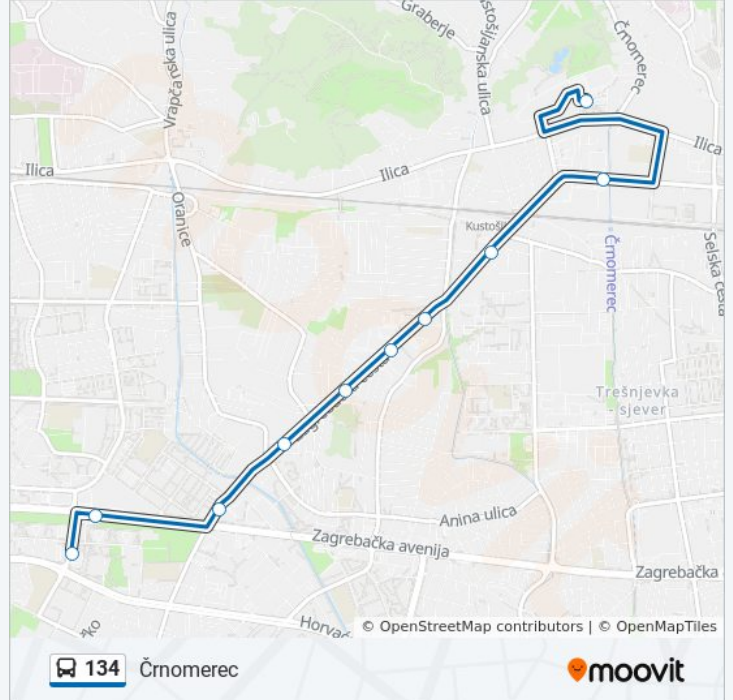 Graberje
Črnomerec
Vrapčanska ulica
Kustošijanska ulica
Ilica
Ilica
Ilica
Oranice
Kustošij
Črnomerec
Selska cesta
Trešnjevka
- sjever
Anina ulica
Zagrebačka avenija
Zagrebačka
© OpenStreetMap contributors | © OpenMapTiles
134 Črnomerec
moovit